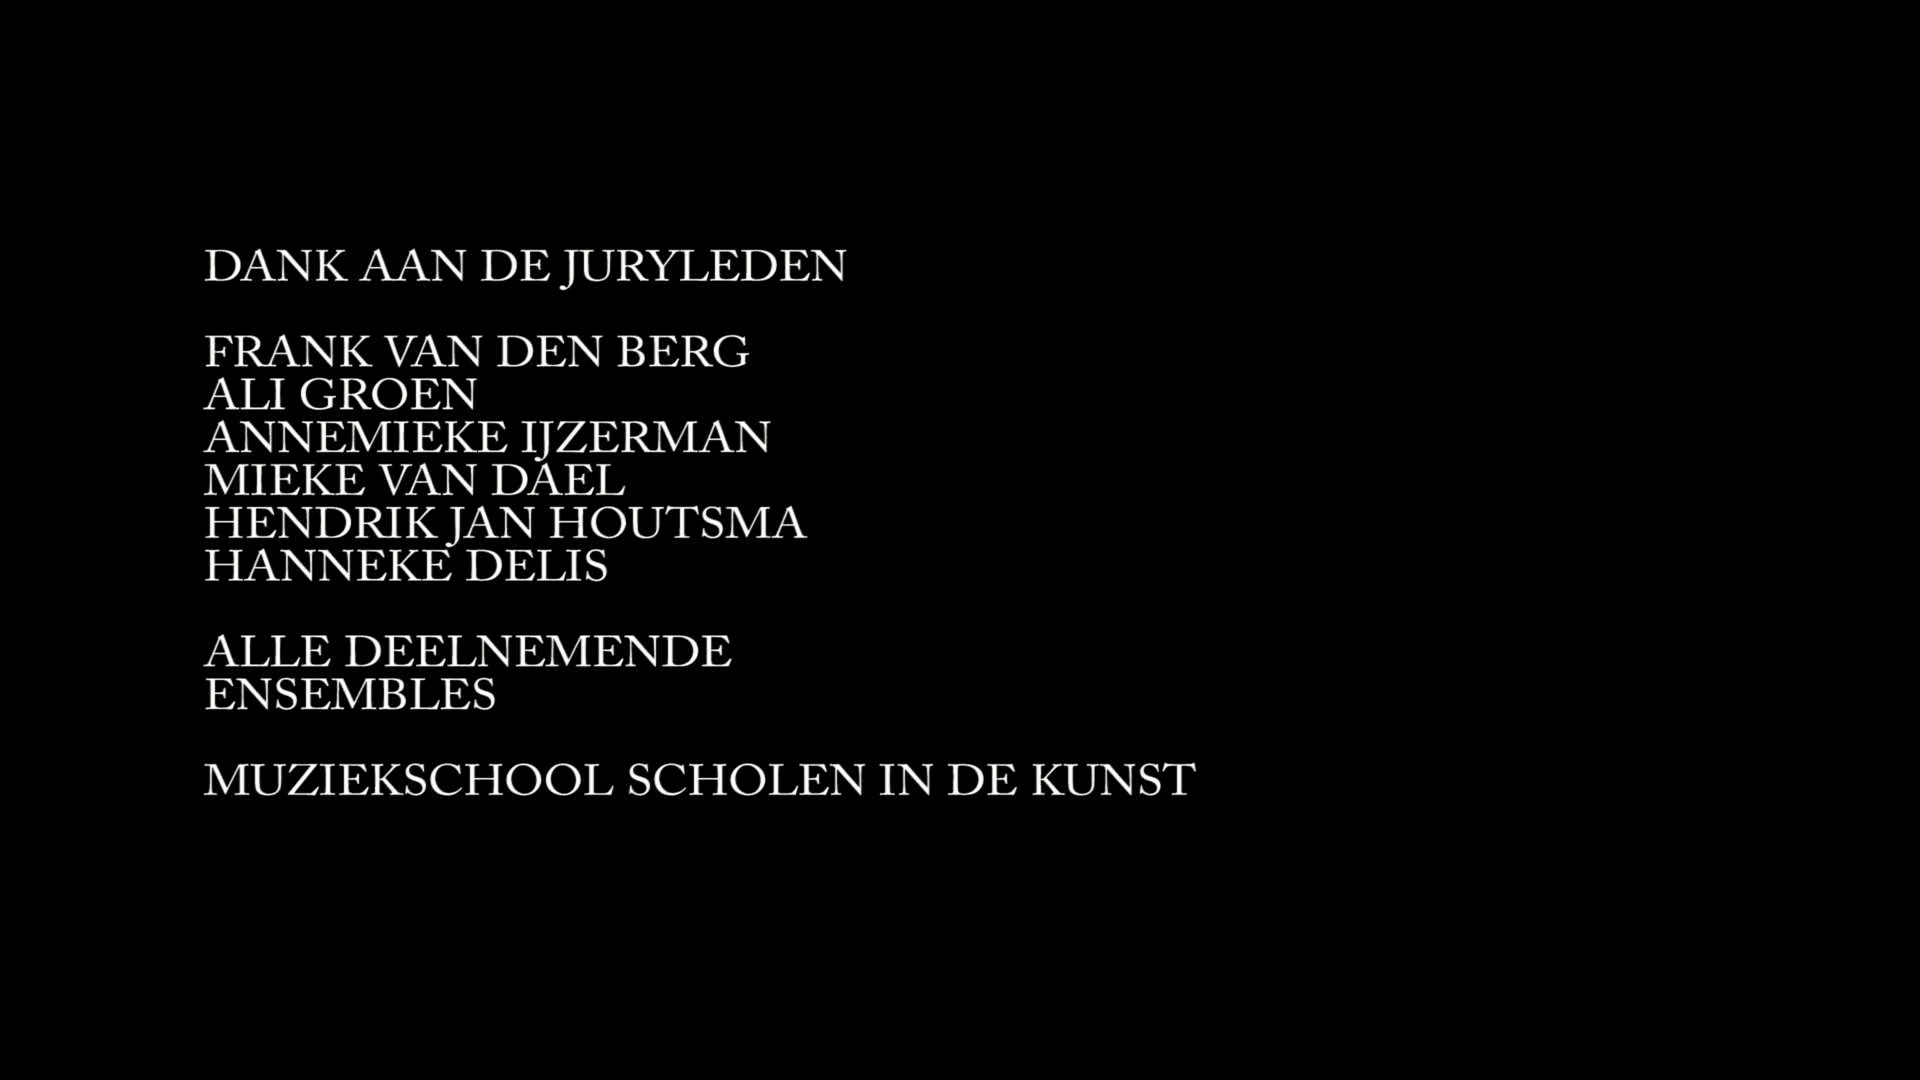 DANK AAN DE JURYLEDEN
FRANK VAN DEN BERG
ALI GROEN
ANNEMIEKE IJZERMAN
MIEKE VAN DAEL
HENDRIK JAN HOUTSMA
HANNEKE DELIS
ALLE DEELNEMENDE
ENSEMBLES
MUZIEKSCHOOL SCHOLEN IN DE KUNST